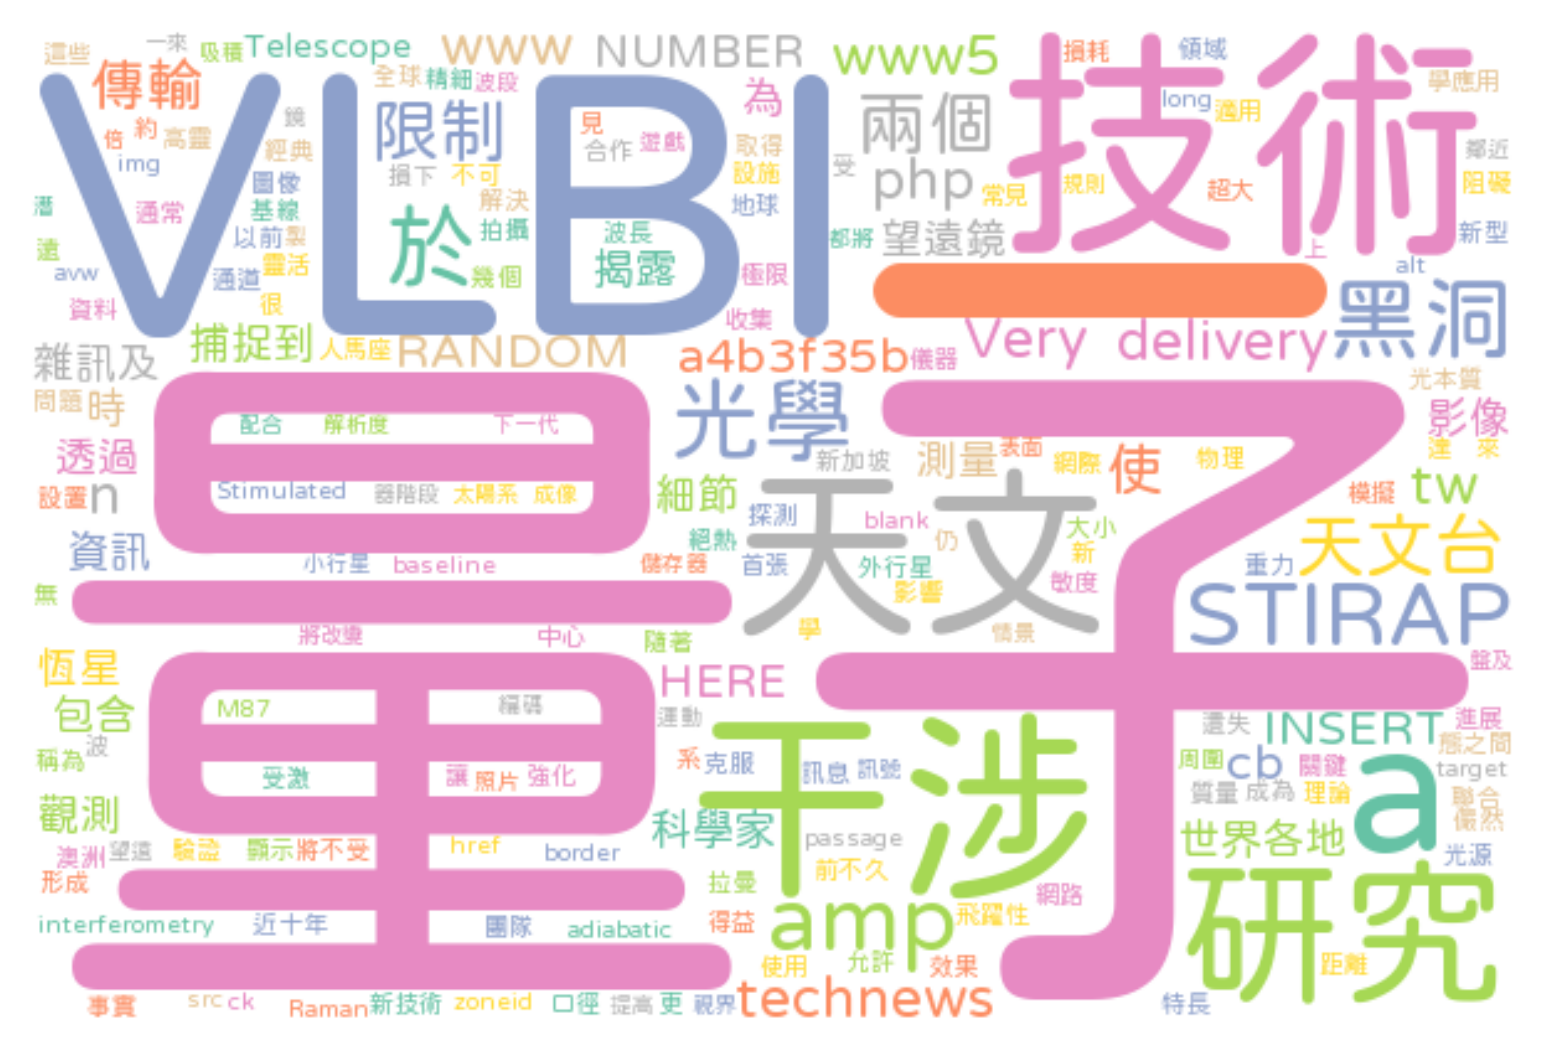 這些
一來
吸積
Telescope
www
NUMBER
www5
損耗
領域
技術
學應用
傳輸
VLBI
全球
精細
波段
為
兩個
long
適用
倍
約
高靈
鏡
限制
見
合作
遊戲
取得
img
經典
損下
不可
設施
受
php
常見
規則
超大
鄰近
阻礙
圖像
基線
潛
通常
於
解決
拍攝
波長
地球
都將
望遠鏡
上
新型
遠
以前
製
avw
通道
靈活
幾個
揭露
極限
一
alt
黑洞
資料
很
收集
捕捉到
人馬座
RANDOM
a4b3f35b
儀器
Very
delivery
雜訊及
光本質
問題
時
配合
解析度
下一代
光學
影像
透過
新加坡
測量
表面
網際
使
物理
達
來
設置
n
Stimulated
器階段
太陽系
成像
細節
天文
模擬
tw
量子
探測
blank
大小
天文台
資訊
絕熱
仍
新
小行星
baseline
儲存器
首張
外行星
重力
無
影響
敏度
STIRAP
將改變
中心
隨著
學
情景
恆星
HERE
盤及
M87
編碼
包含
運動
遺失
INSERT
進展
波
稱為
干涉
態之間
受激
讓
照片
強化
系
克服
訊息
訊號
周圍
cb
關鍵
a
target
質量
成為
理論
聯合
觀測
科學家
passage
世界各地
儼然
澳洲
望遠
驗證
顯示
將不受
href
border
光源
形成
拉曼
前不久
網路
研究
interferometry
近十年
團隊
adiabatic
得益
amp
飛躍性
使用
允許
效果
距離
事實
src
ck
Raman
新技術
zoneid
口徑
提高
更
視界
technews
特長